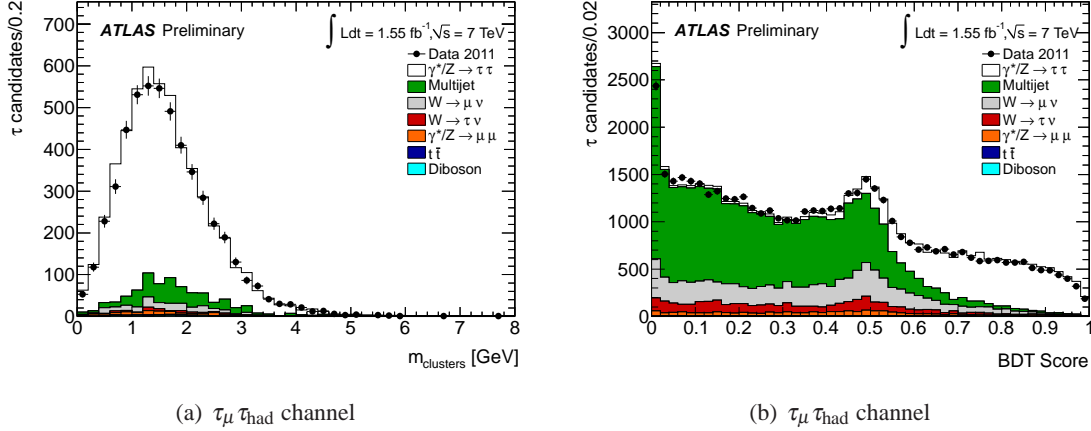 τ candidates/0.2
700
600
500
400
300
200
100
0
ATLAS Preliminary
∫ Ldt = 1.55 fb⁻¹,√s = 7 TeV
Data 2011
γ*/Z → τ τ
Multijet
W → μ ν
W → τ ν
γ*/Z → μ μ
t t̄
Diboson
0 1 2 3 4 5 6 7 8
m_clusters [GeV]
(a) τ_μ τ_had channel
τ candidates/0.02
3000
2500
2000
1500
1000
500
0
ATLAS Preliminary
∫ Ldt = 1.55 fb⁻¹,√s = 7 TeV
Data 2011
γ*/Z → τ τ
Multijet
W → μ ν
W → τ ν
γ*/Z → μ μ
t t̄
Diboson
0 0.1 0.2 0.3 0.4 0.5 0.6 0.7 0.8 0.9 1
BDT Score
(b) τ_μ τ_had channel